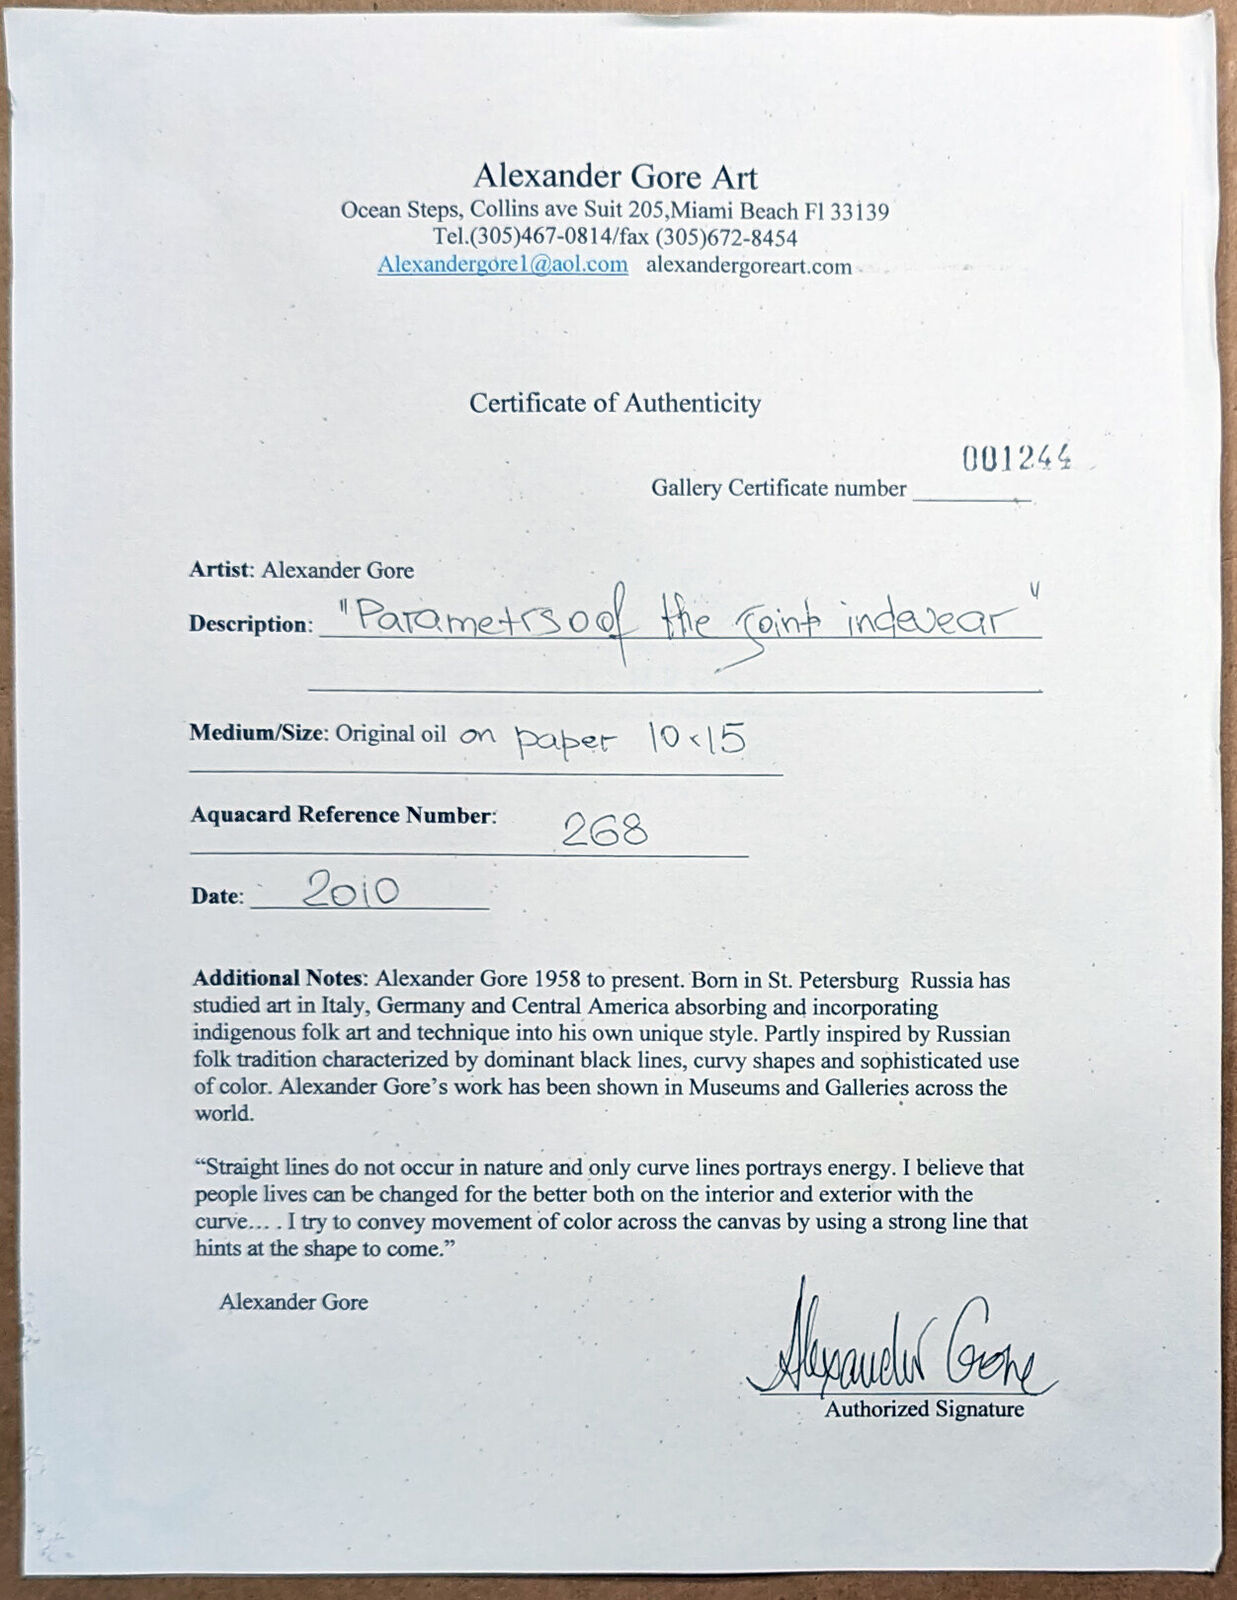 Alexander Gore Art
Ocean Steps, Collins ave Suit 205,Miami Beach Fl 33139
Tel.(305)467-0814/fax (305)672-8454
Alexandergore1@aol.com alexandergoreart.com
Certificate of Authenticity
001244
Gallery Certificate number
Artist: Alexander Gore
Description: "Parametrs of the joint indevear"
Medium/Size: Original oil on paper 10x15
Aquacard Reference Number: 268
Date: 2010
Additional Notes: Alexander Gore 1958 to present. Born in St. Petersburg Russia has
studied art in Italy, Germany and Central America absorbing and incorporating
indigenous folk art and technique into his own unique style. Partly inspired by Russian
folk tradition characterized by dominant black lines, curvy shapes and sophisticated use
of color. Alexander Gore’s work has been shown in Museums and Galleries across the
world.
“Straight lines do not occur in nature and only curve lines portrays energy. I believe that
people lives can be changed for the better both on the interior and exterior with the
curve… . I try to convey movement of color across the canvas by using a strong line that
hints at the shape to come.”
Alexander Gore
Alexander Gore
Authorized Signature